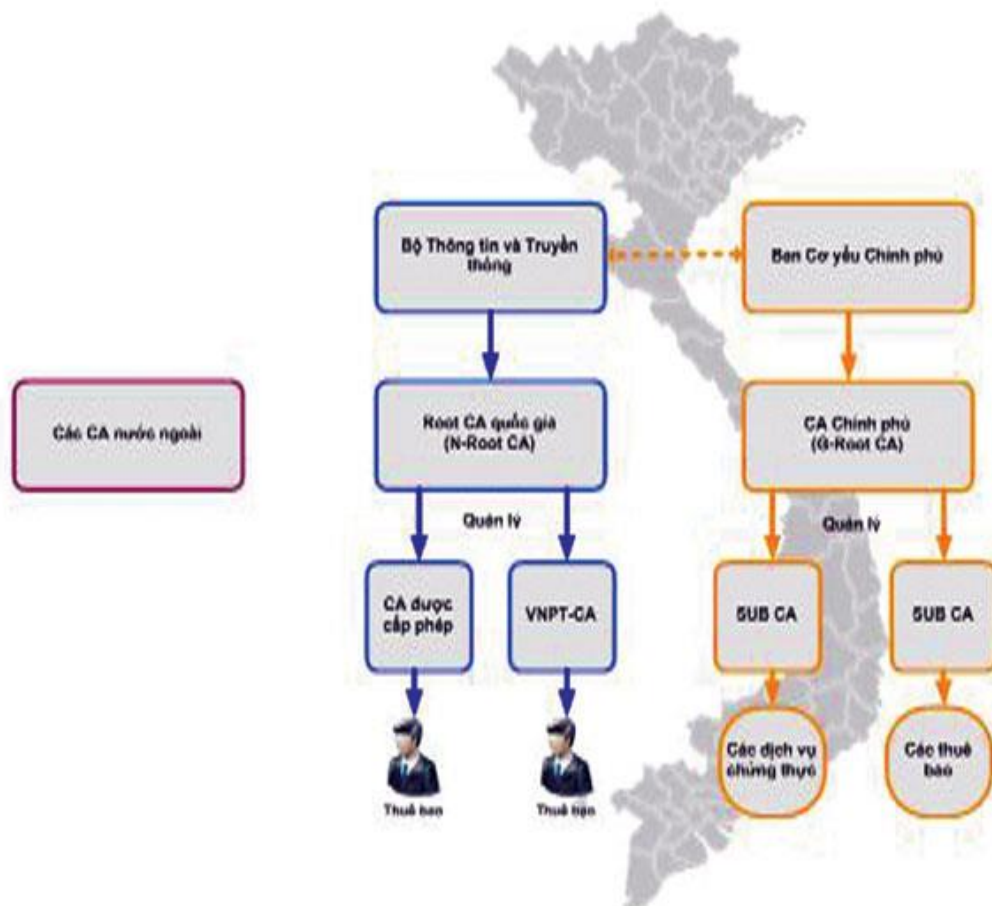 Bộ Thông tin và Truyền
thông
Ban Cơ yếu Chính phủ
Các CA nước ngoài
Root CA quốc gia
(N-Root CA)
CA Chính phủ
(G-Root CA)
Quản lý
Quản lý
CA được
cấp phép
VNPT-CA
SUB CA
SUB CA
Các dịch vụ
chứng thực
Các thuê
bao
Thuê bao
Thuê bao